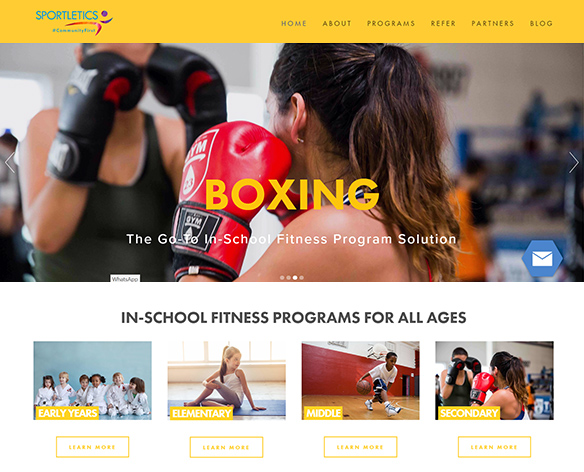 SPORTLETICS
#CommunityFirst
HOME ABOUT PROGRAMS REFER PARTNERS BLOG
GYM
GYM
BOXING
The Go-To In-School Fitness Program Solution
WhatsApp
IN-SCHOOL FITNESS PROGRAMS FOR ALL AGES
EARLY YEARS ELEMENTARY MIDDLE SECONDARY
LEARN MORE LEARN MORE LEARN MORE LEARN MORE